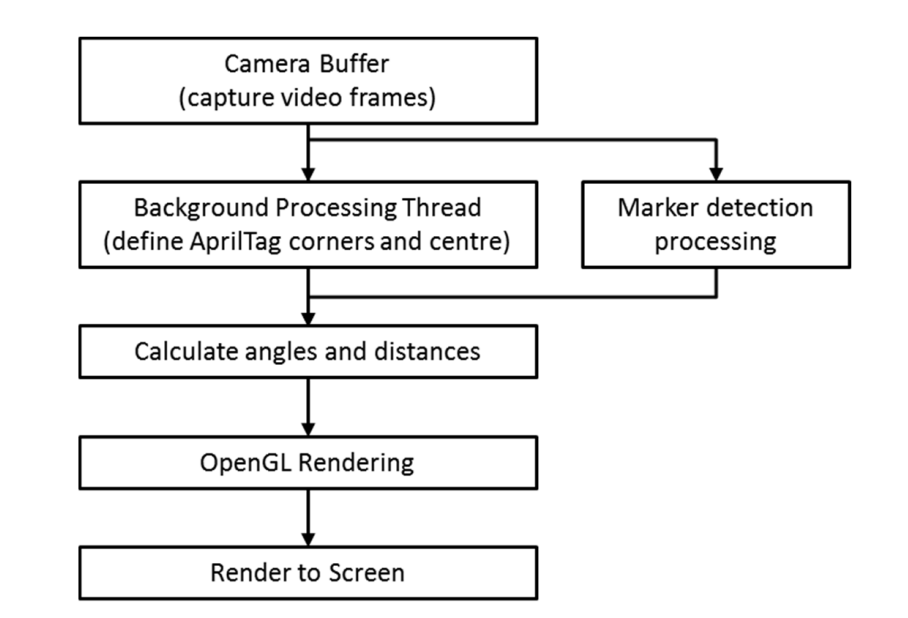 Camera Buffer
(capture video frames)
Background Processing Thread
(define AprilTag corners and centre)
Marker detection
processing
Calculate angles and distances
OpenGL Rendering
Render to Screen